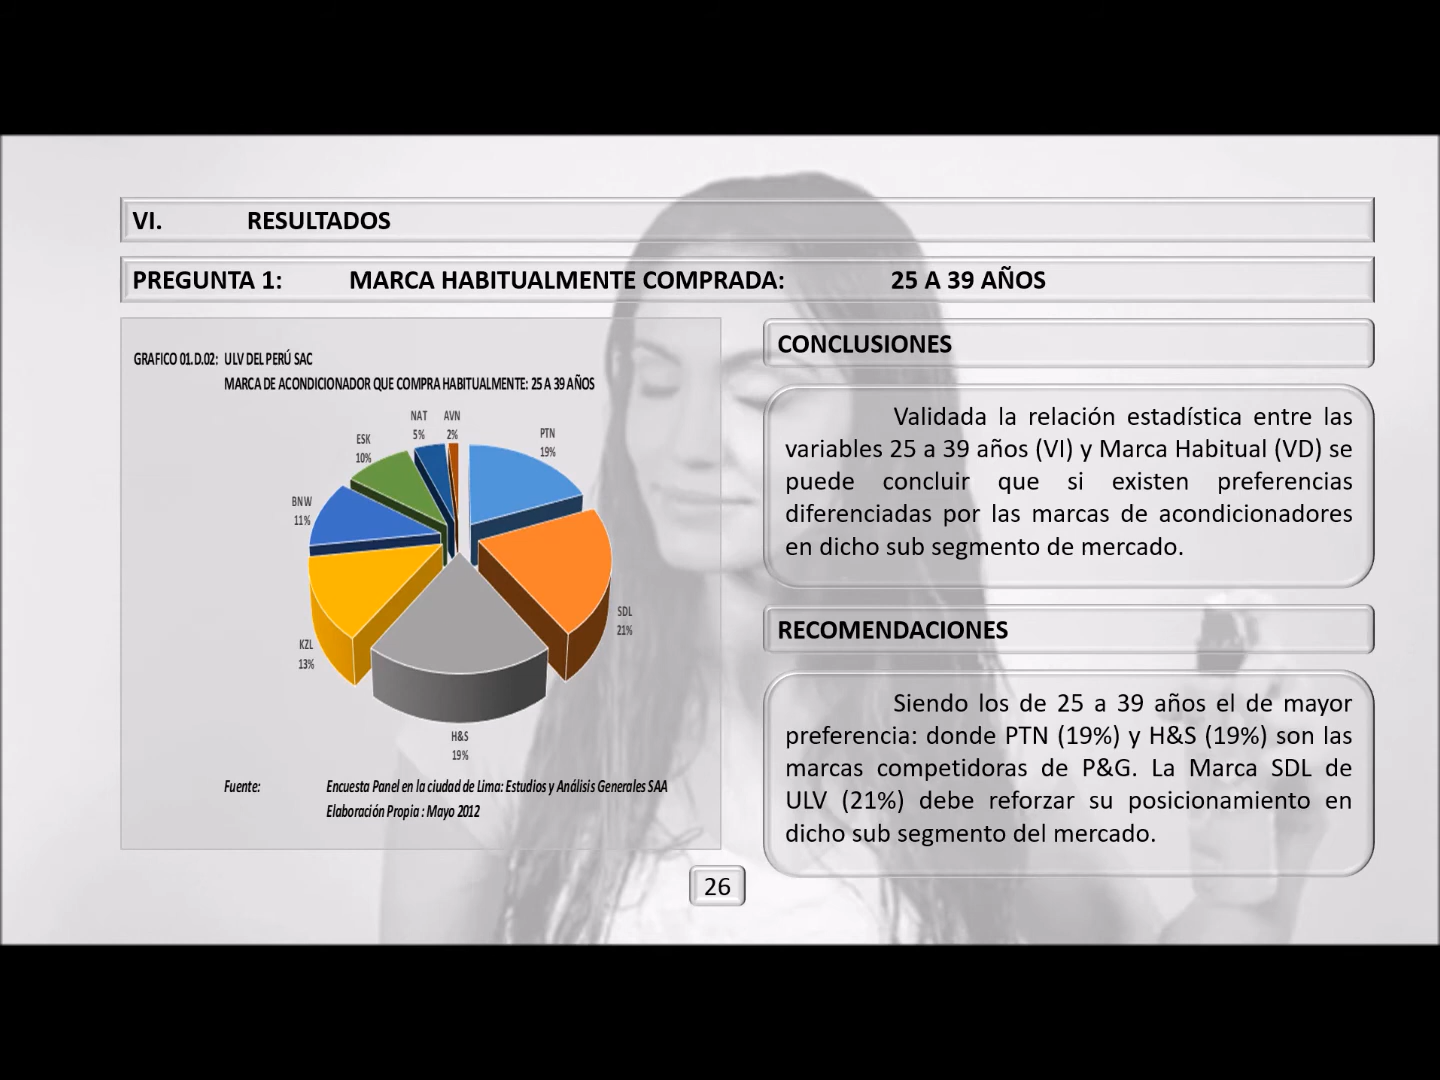 VI. RESULTADOS
PREGUNTA 1: MARCA HABITUALMENTE COMPRADA: 25 A 39 AÑOS
GRAFICO 01.D.02: ULV DEL PERÚ SAC
MARCA DE ACONDICIONADOR QUE COMPRA HABITUALMENTE: 25 A 39 AÑOS
NAT
5%
AVN
2%
PTN
19%
ESK
10%
BNW
11%
SDL
21%
KZL
13%
H&S
19%
Fuente: Encuesta Panel en la ciudad de Lima: Estudios y Análisis Generales SAA
Elaboración Propia : Mayo 2012
CONCLUSIONES
Validada la relación estadística entre las
variables 25 a 39 años (VI) y Marca Habitual (VD) se
puede concluir que si existen preferencias
diferenciadas por las marcas de acondicionadores
en dicho sub segmento de mercado.
RECOMENDACIONES
Siendo los de 25 a 39 años el de mayor
preferencia: donde PTN (19%) y H&S (19%) son las
marcas competidoras de P&G. La Marca SDL de
ULV (21%) debe reforzar su posicionamiento en
dicho sub segmento del mercado.
26